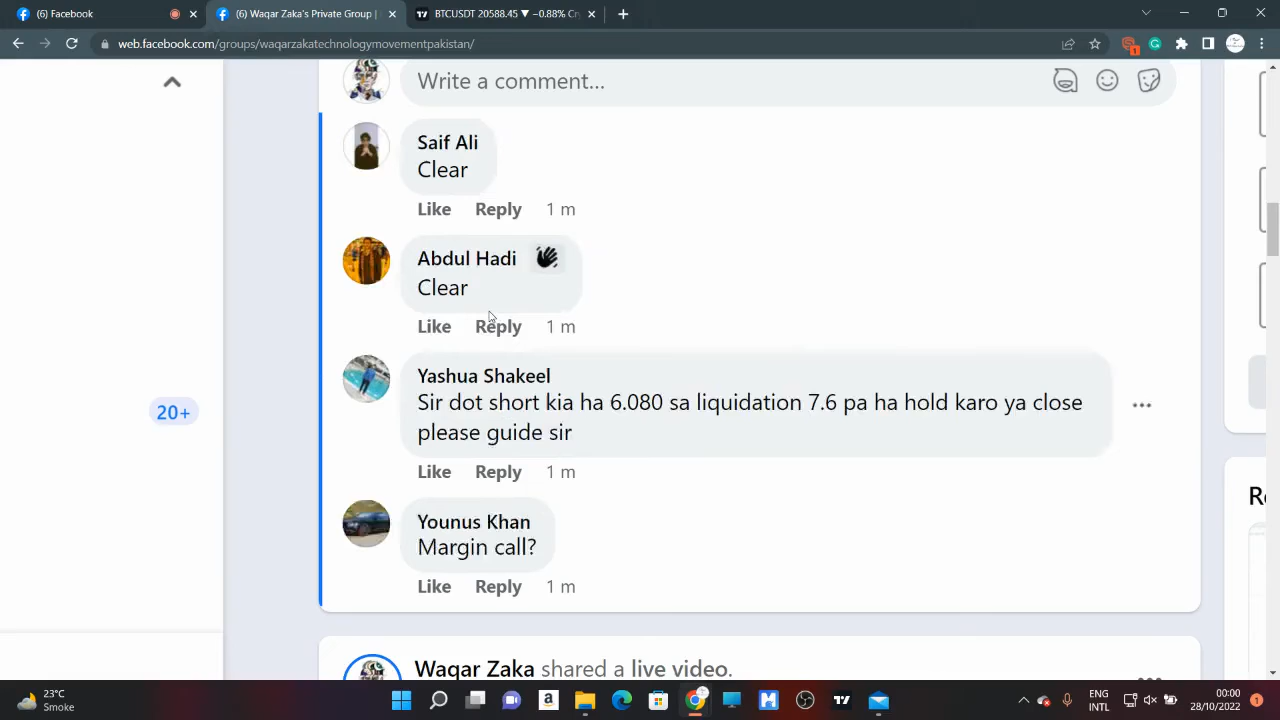 (6) Facebook
(6) Waqar Zaka's Private Group |
BTCUSDT 20588.45 ▼ −0.88% Cr
web.facebook.com/groups/waqarzakatechnologymovementpakistan/
1
Write a comment...
Saif Ali
Clear
Like Reply 1 m
Abdul Hadi
Clear
Like Reply 1 m
20+
Yashua Shakeel
Sir dot short kia ha 6.080 sa liquidation 7.6 pa ha hold karo ya close
please guide sir
Like Reply 1 m
Younus Khan
Margin call?
Like Reply 1 m
Waqar Zaka shared a live video.
23°C
Smoke
ENG
INTL
00:00
28/10/2022
1